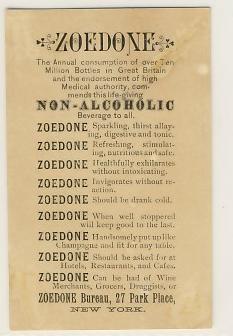 ZOEDONE
The Annual consumption of over Ten
Million Bottles in Great Britain
and the endorsement of high
Medical authority, com-
mends this life-giving
NON-ALCOHOLIC
Beverage to all.
ZOEDONE Sparkling, thirst allay-
ing, digestive and tonic.
ZOEDONE Refreshing, stimulat-
ing, nutritious and safe.
ZOEDONE Healthfully exhilarates
without intoxicating.
ZOEDONE Invigorates without re-
action.
ZOEDONE Should be drank cold.
ZOEDONE When well stoppered
will keep good to the last.
ZOEDONE Handsomely put up like
Champagne and fit for any table.
ZOEDONE Should be asked for at
Hotels, Restaurants, and Cafes.
ZOEDONE Can be had of Wine
Merchants, Grocers, Druggists, or
ZOEDONE Bureau, 27 Park Place,
NEW YORK.